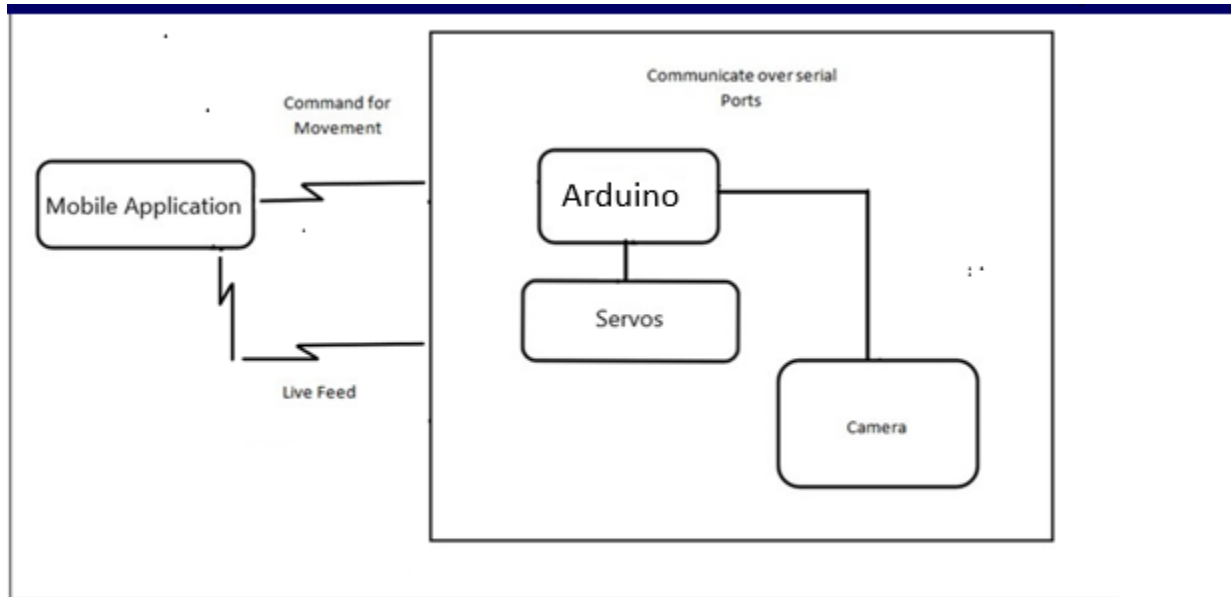 Communicate over serial
Ports
Command for
Movement
Mobile Application
Arduino
Servos
Live Feed
Camera